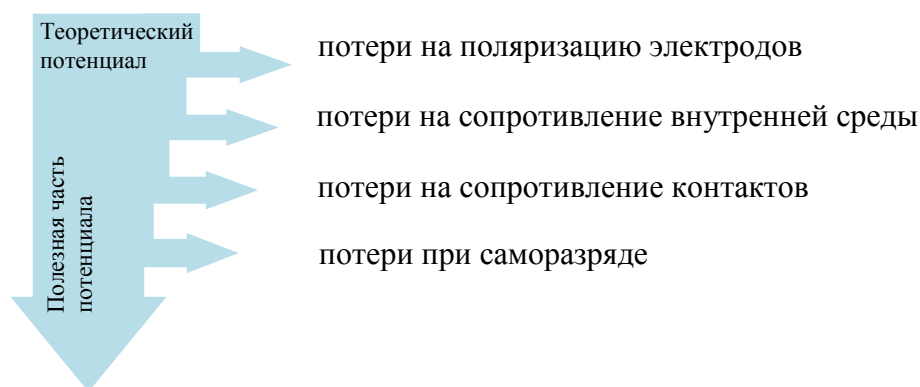 Теоретический
потенциал
потери на поляризацию электродов
потери на сопротивление внутренней среды
потери на сопротивление контактов
потери при саморазряде
Полезная часть
потенциала